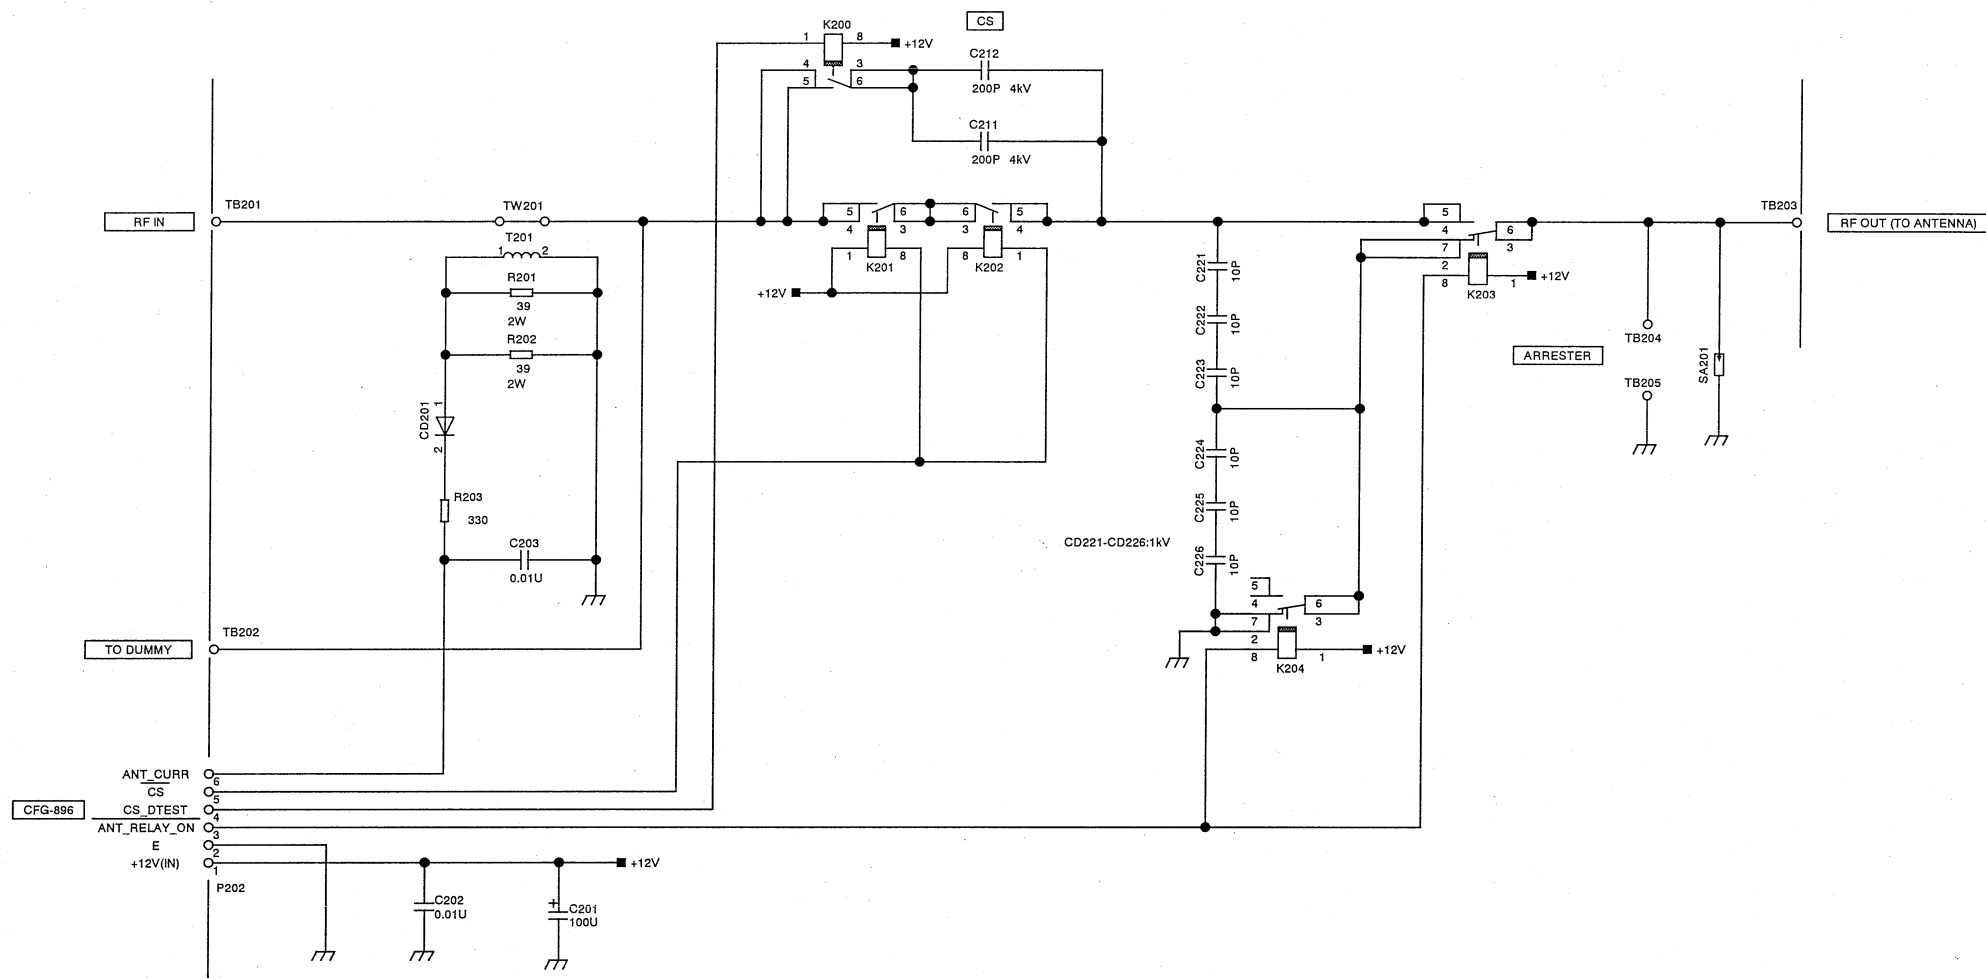 CS
K200
1 8 +12V
4 3
5 6
C212
200P 4kV
C211
200P 4kV
RF IN
TB201
TW201
T201
1 2
R201
39
2W
R202
39
2W
CD201
1
2
R203
330
C203
0.01U
5 6 6 5
4 3 3 4
1 8 8 1
K201 K202
+12V
C221 10P
C222 10P
C223 10P
C224 10P
C225 10P
C226 10P
CD221-CD226:1kV
5
4 6
7 3
2
8 1 +12V
K203
5
4 6
7 3
2
8 1 +12V
K204
TB203
RF OUT (TO ANTENNA)
ARRESTER
TB204
TB205
SA201
TO DUMMY
TB202
CFG-896
ANT_CURR 6
CS 5
CS_DTEST 4
ANT_RELAY_ON 3
E 2
+12V(IN) 1
P202
+12V
C202
0.01U
+
C201
100U